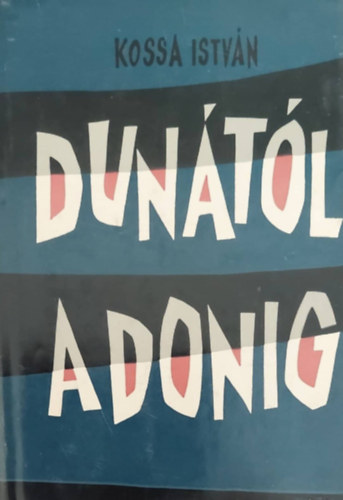 KOSSA ISTVÁN
DUNÁTÓL
A DONIG